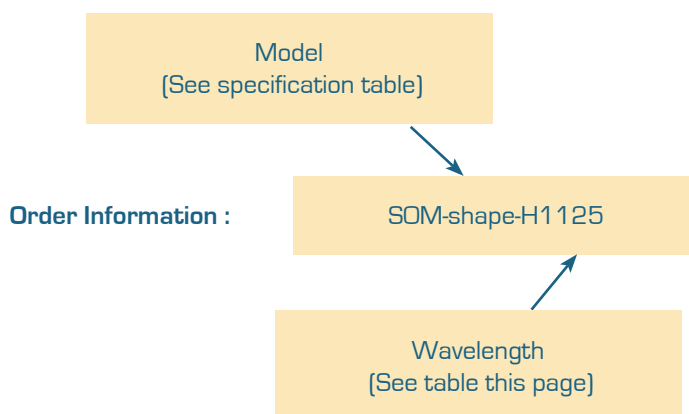 Model
(See specification table)
Order Information :
SOM-shape-H1125
Wavelength
(See table this page)